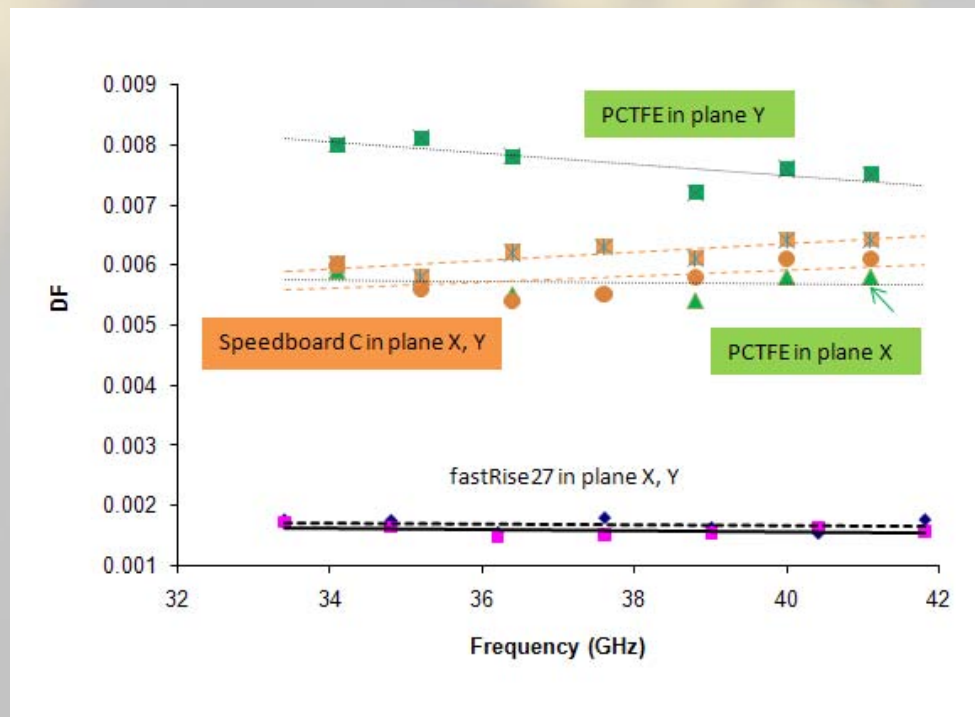 0.009
PCTFE in plane Y
0.008
0.007
0.006
DF
0.005
Speedboard C in plane X, Y
PCTFE in plane X
0.004
0.003
fastRise27 in plane X, Y
0.002
0.001
32 34 36 38 40 42
Frequency (GHz)